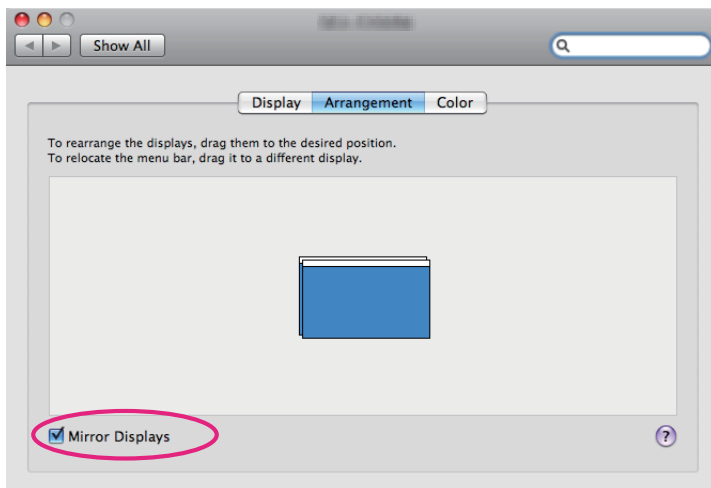 Show All
Display Arrangement Color
To rearrange the displays, drag them to the desired position.
To relocate the menu bar, drag it to a different display.
Mirror Displays
?